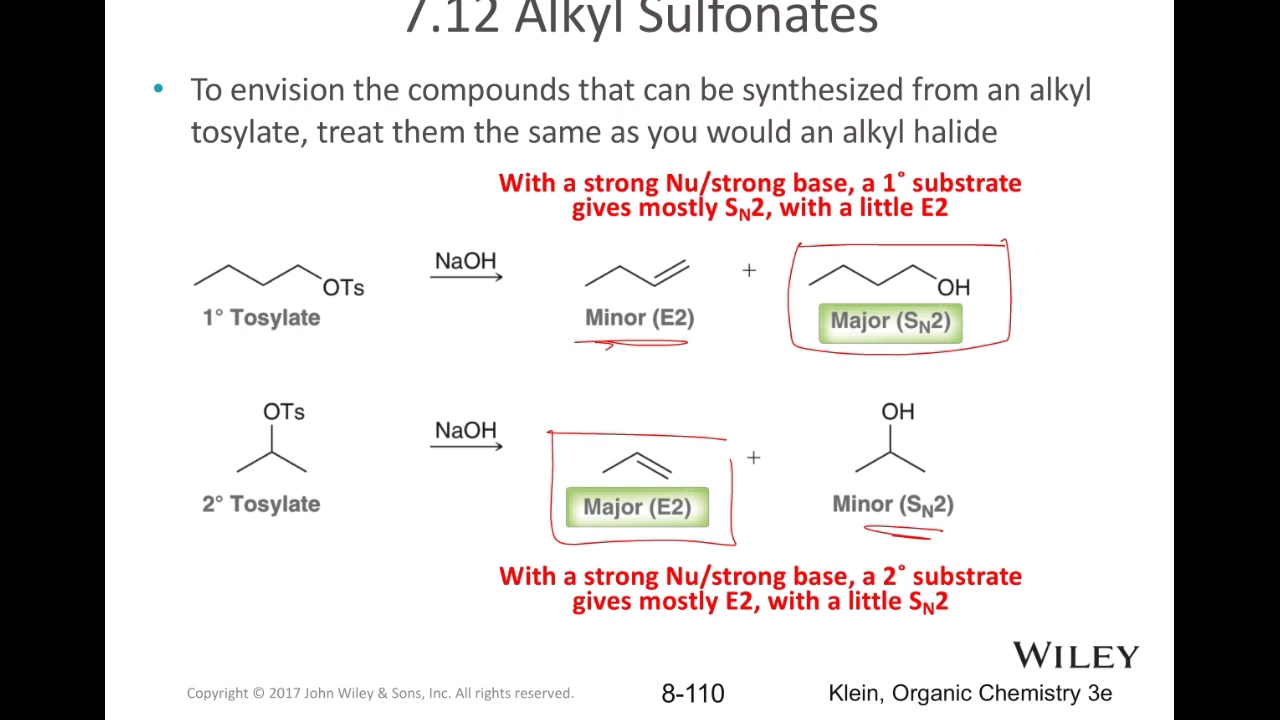 7.12 Alkyl Sulfonates
• To envision the compounds that can be synthesized from an alkyl
tosylate, treat them the same as you would an alkyl halide
With a strong Nu/strong base, a 1° substrate
gives mostly SN2, with a little E2
OTs
1° Tosylate
NaOH
+
OH
Minor (E2)
Major (SN2)
OTs
2° Tosylate
NaOH
+
OH
Major (E2)
Minor (SN2)
With a strong Nu/strong base, a 2° substrate
gives mostly E2, with a little SN2
WILEY
Copyright © 2017 John Wiley & Sons, Inc. All rights reserved.
8-110
Klein, Organic Chemistry 3e